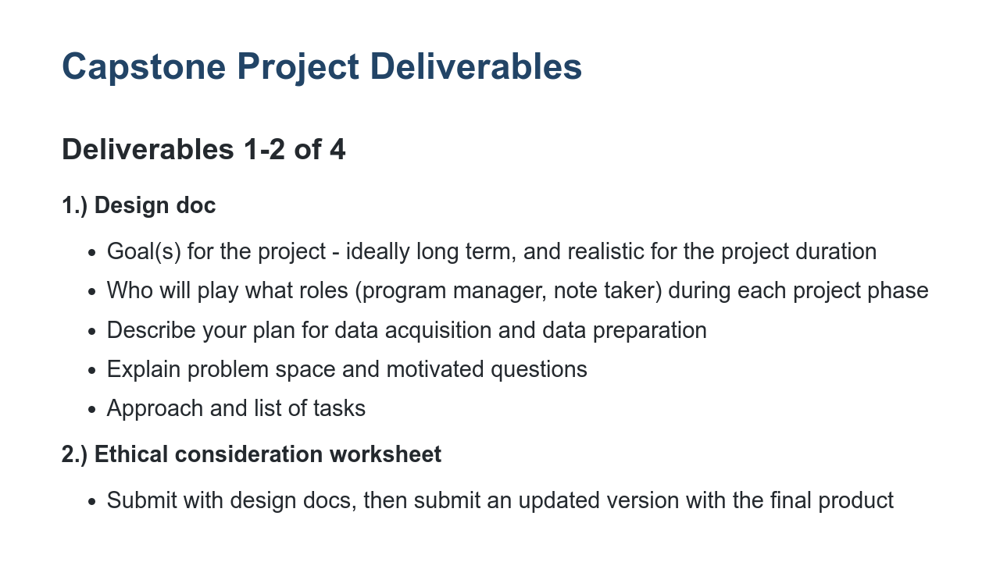 Capstone Project Deliverables
Deliverables 1-2 of 4
1.) Design doc
• Goal(s) for the project - ideally long term, and realistic for the project duration
• Who will play what roles (program manager, note taker) during each project phase
• Describe your plan for data acquisition and data preparation
• Explain problem space and motivated questions
• Approach and list of tasks
2.) Ethical consideration worksheet
• Submit with design docs, then submit an updated version with the final product